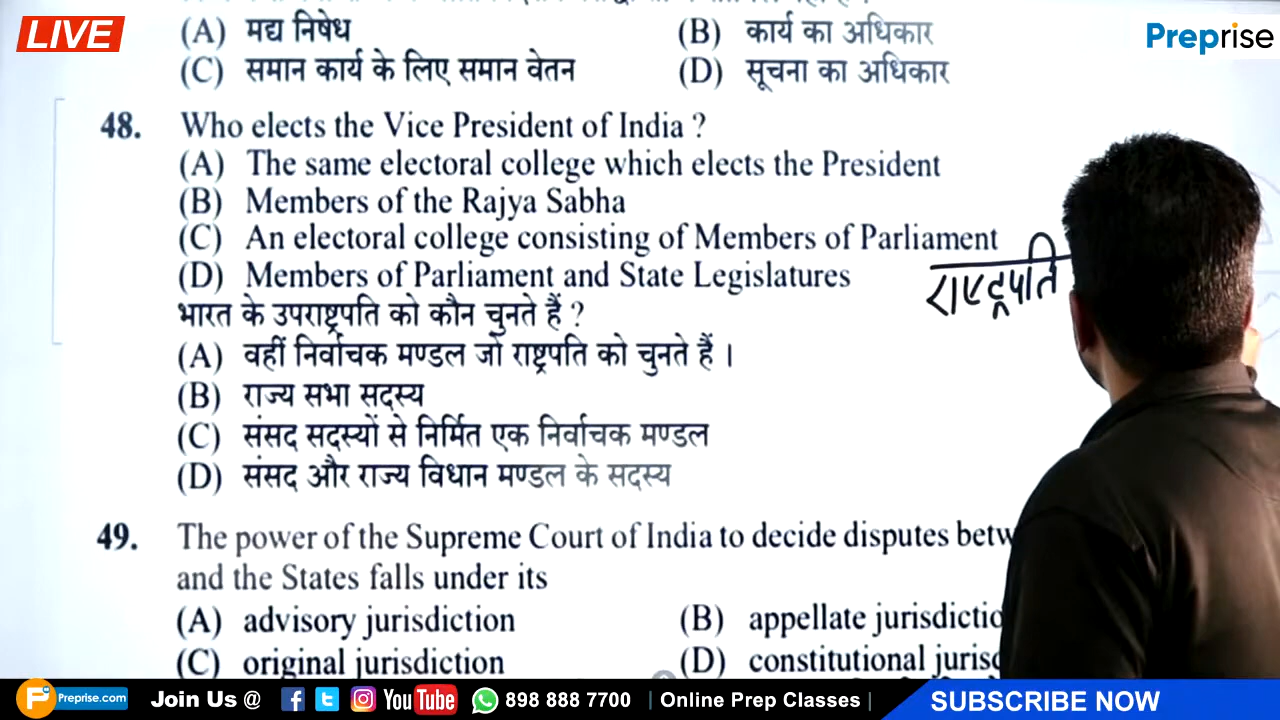 LIVE
Preprise
(A) मद्य निषेध (B) कार्य का अधिकार
(C) समान कार्य के लिए समान वेतन (D) सूचना का अधिकार
48. Who elects the Vice President of India ?
(A) The same electoral college which elects the President
(B) Members of the Rajya Sabha
(C) An electoral college consisting of Members of Parliament
(D) Members of Parliament and State Legislatures
राष्ट्रपति
भारत के उपराष्ट्रपति को कौन चुनते हैं ?
(A) वहीं निर्वाचक मण्डल जो राष्ट्रपति को चुनते हैं ।
(B) राज्य सभा सदस्य
(C) संसद सदस्यों से निर्मित एक निर्वाचक मण्डल
(D) संसद और राज्य विधान मण्डल के सदस्य
49. The power of the Supreme Court of India to decide disputes betw
and the States falls under its
(A) advisory jurisdiction (B) appellate jurisdictio
(C) original jurisdiction (D) constitutional jurisd
Preprise.com Join Us @ YouTube 898 888 7700 | Online Prep Classes | SUBSCRIBE NOW